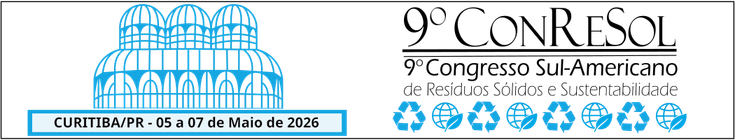 CURITIBA/PR - 05 a 07 de Maio de 2026
9º CONRESOL
9º Congresso Sul-Americano
de Resíduos Sólidos e Sustentabilidade